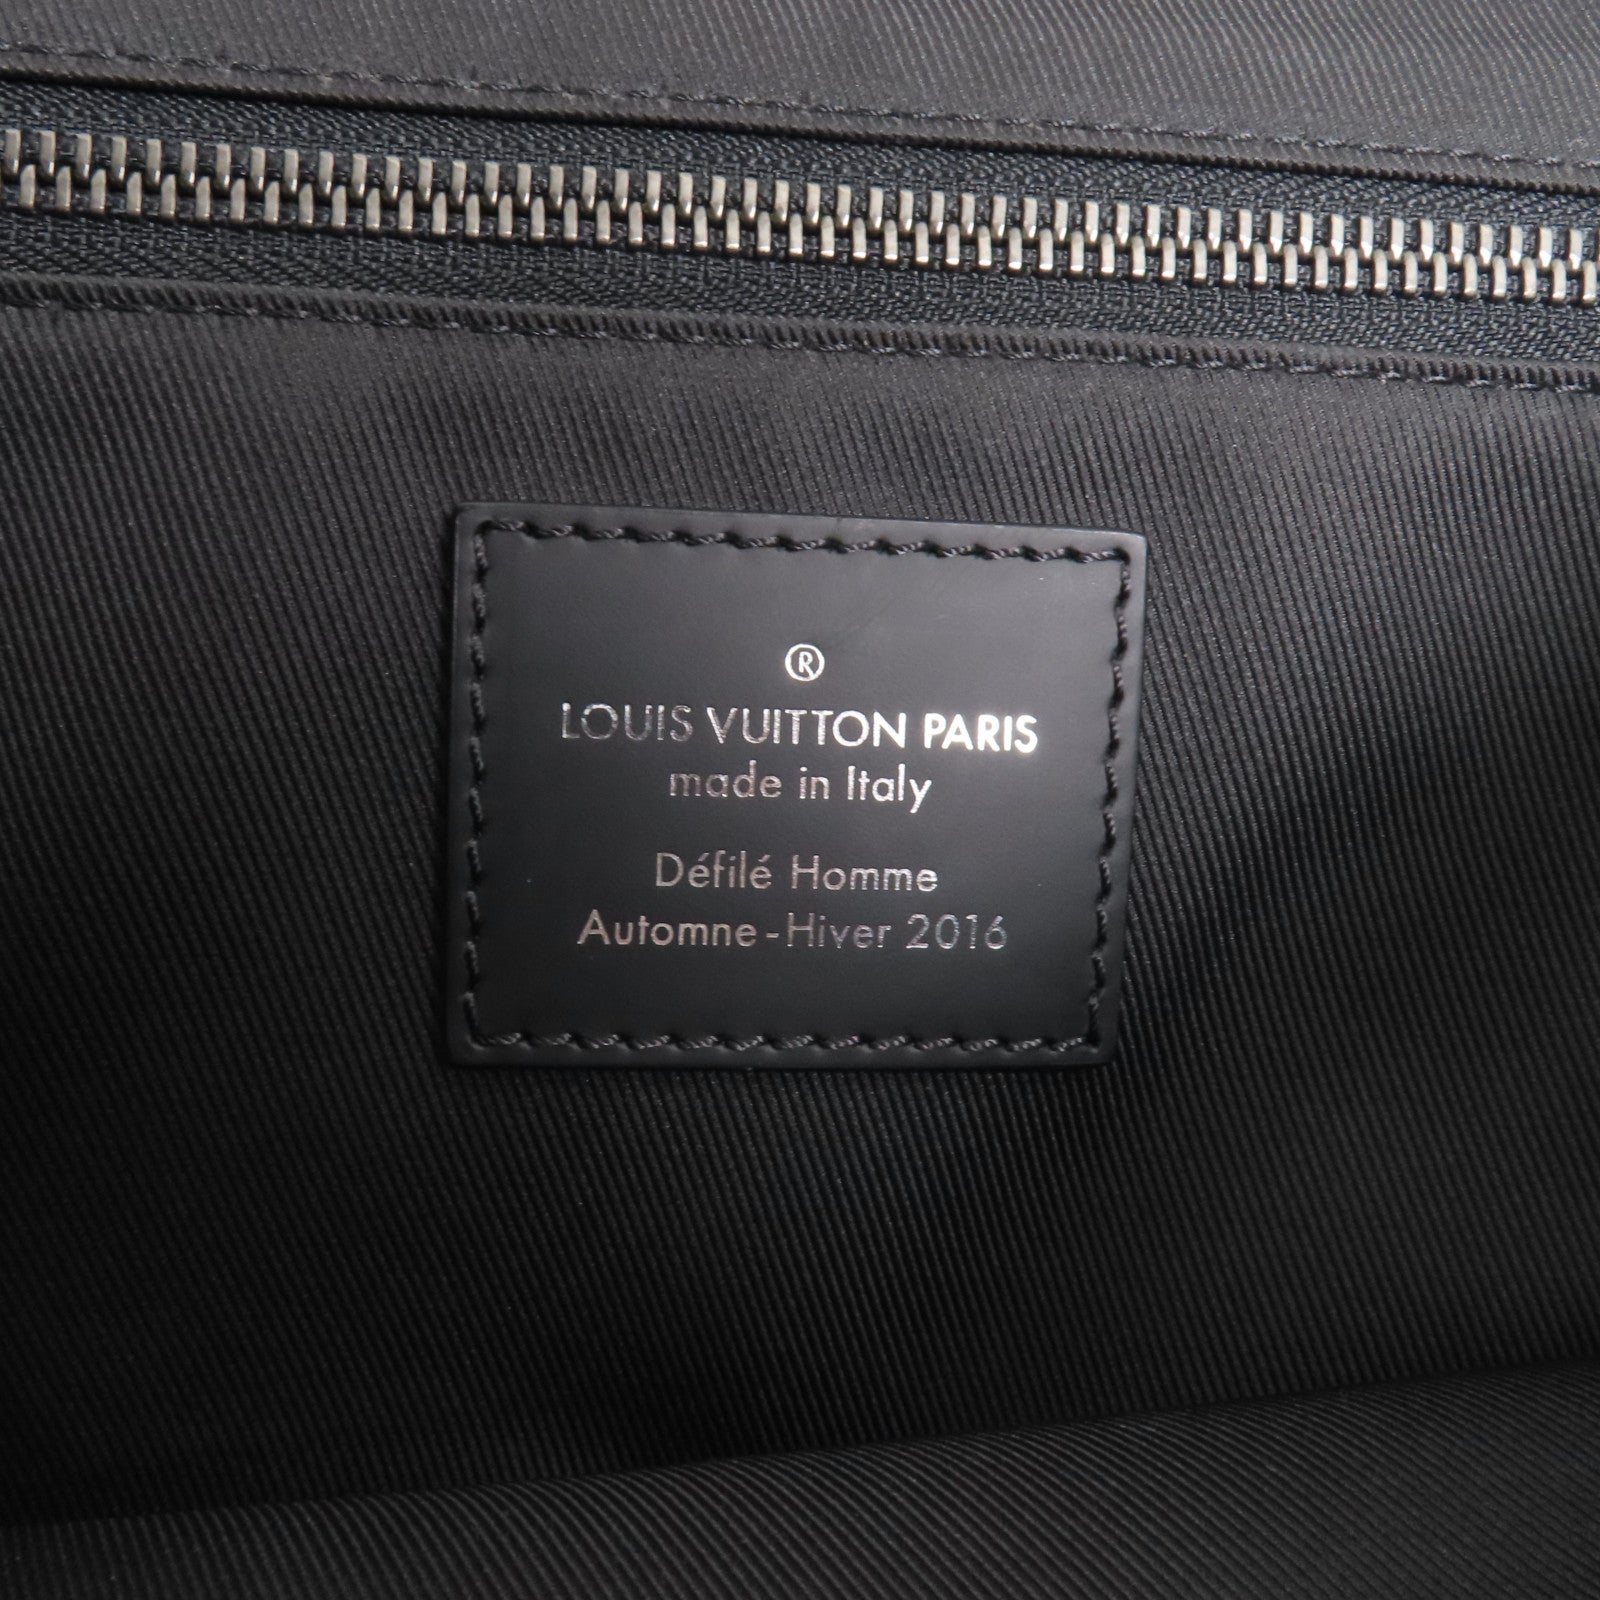 ®
LOUIS VUITTON PARIS
made in Italy
Défilé Homme
Automne-Hiver 2016